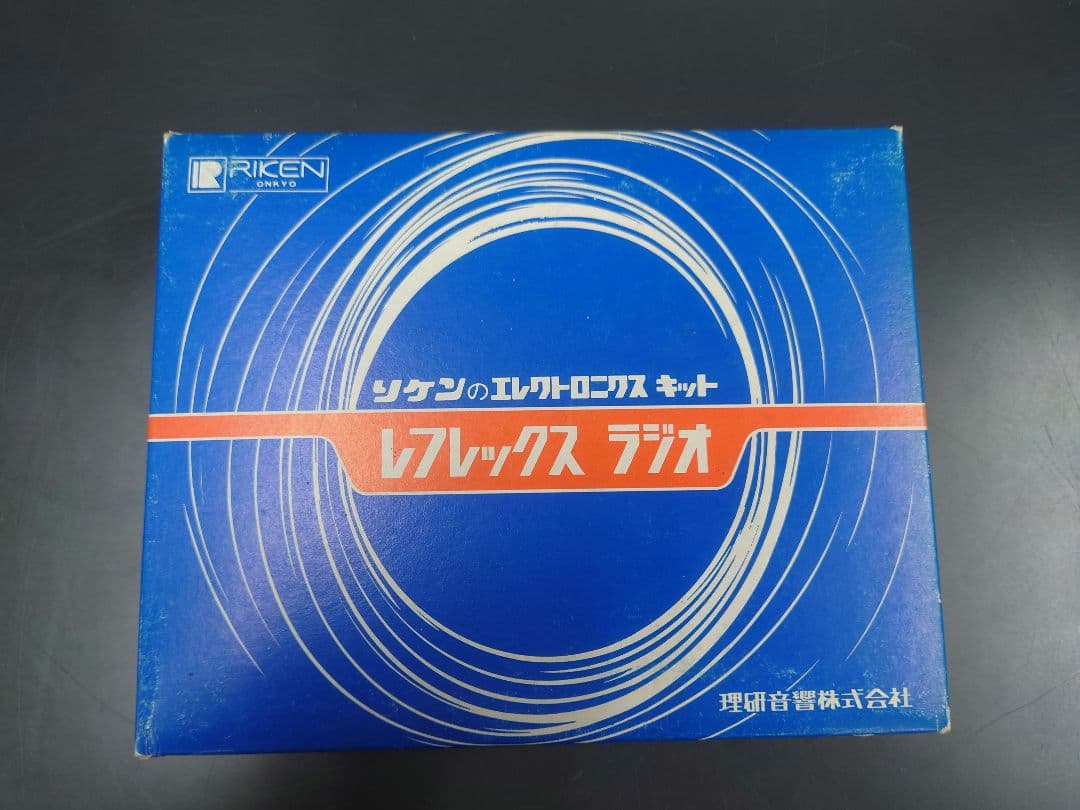 R RIKEN
ONKYO
リケンのエレクトロニクス キット
レフレックス ラジオ
理研音響株式会社